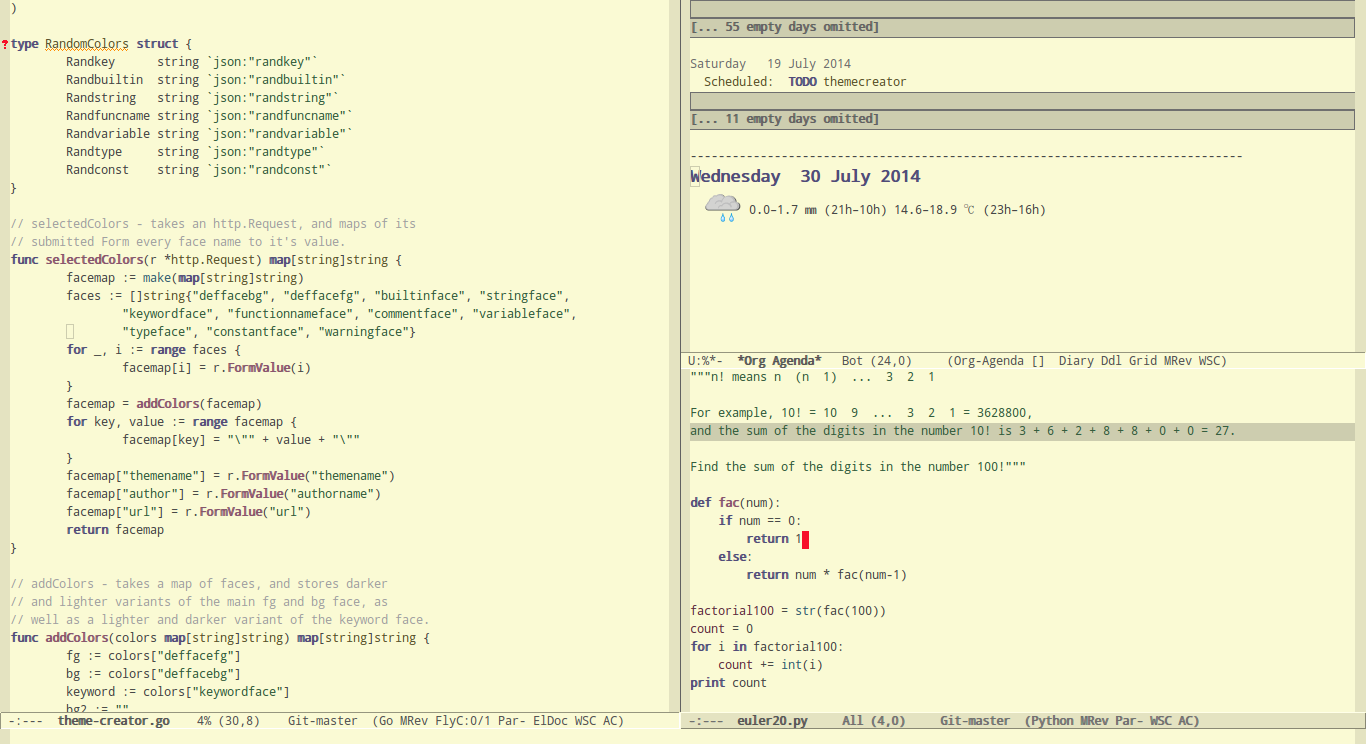 )
type RandomColors struct {
Randkey string `json:"randkey"`
Randbuiltin string `json:"randbuiltin"`
Randstring string `json:"randstring"`
Randfuncname string `json:"randfuncname"`
Randvariable string `json:"randvariable"`
Randtype string `json:"randtype"`
Randconst string `json:"randconst"`
}
// selectedColors - takes an http.Request, and maps of its
// submitted Form every face name to it's value.
func selectedColors(r *http.Request) map[string]string {
facemap := make(map[string]string)
faces := []string{"deffacebg", "deffacefg", "builtinface", "stringface",
"keywordface", "functionnameface", "commentface", "variableface",
"typeface", "constantface", "warningface"}
for _, i := range faces {
facemap[i] = r.FormValue(i)
}
facemap = addColors(facemap)
for key, value := range facemap {
facemap[key] = "\"" + value + "\""
}
facemap["themename"] = r.FormValue("themename")
facemap["author"] = r.FormValue("authorname")
facemap["url"] = r.FormValue("url")
return facemap
}
// addColors - takes a map of faces, and stores darker
// and lighter variants of the main fg and bg face, as
// well as a lighter and darker variant of the keyword face.
func addColors(colors map[string]string) map[string]string {
fg := colors["deffacefg"]
bg := colors["deffacebg"]
keyword := colors["keywordface"]
bg2 := ""
-:--- theme-creator.go 4% (30,8) Git-master (Go MRev FlyC:0/1 Par- ElDoc WSC AC)
[... 55 empty days omitted]
Saturday 19 July 2014
Scheduled: TODO themecreator
[... 11 empty days omitted]
-------------------------------------------------------------------------------
Wednesday 30 July 2014
0.0–1.7 mm (21h–10h) 14.6–18.9 ℃ (23h–16h)
U:%*- *Org Agenda* Bot (24,0) (Org-Agenda [] Diary Ddl Grid MRev WSC)
"""n! means n (n 1) ... 3 2 1
For example, 10! = 10 9 ... 3 2 1 = 3628800,
and the sum of the digits in the number 10! is 3 + 6 + 2 + 8 + 8 + 0 + 0 = 27.
Find the sum of the digits in the number 100!"""
def fac(num):
if num == 0:
return 1
else:
return num * fac(num-1)
factorial100 = str(fac(100))
count = 0
for i in factorial100:
count += int(i)
print count
-:--- euler20.py All (4,0) Git-master (Python MRev Par- WSC AC)